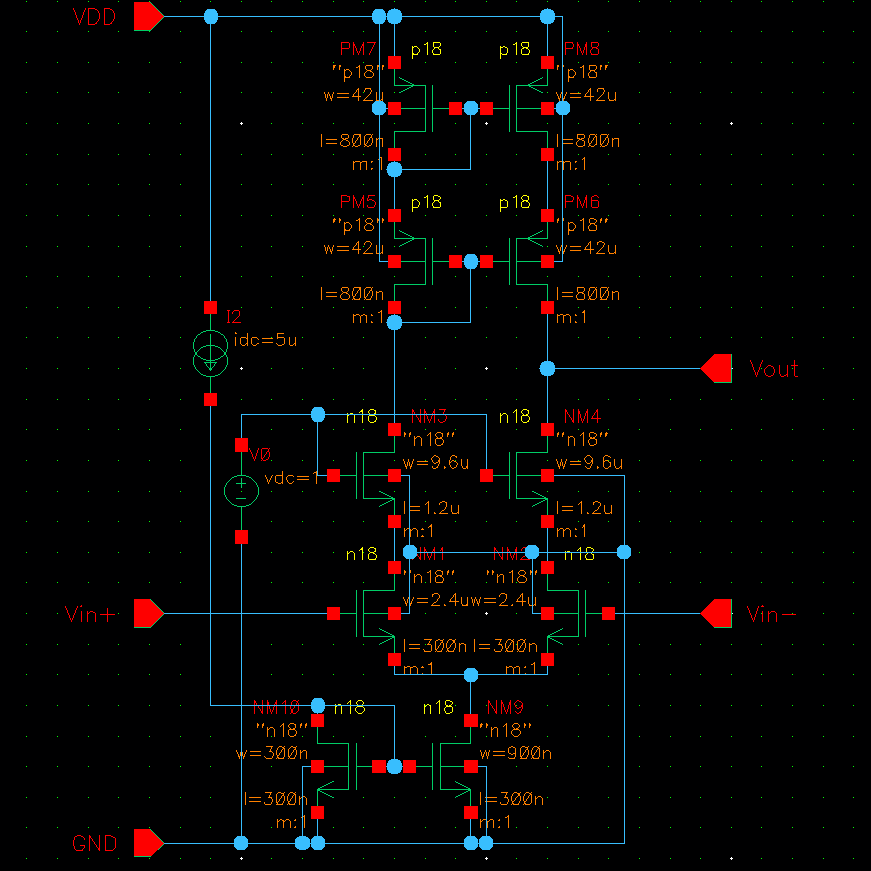 VDD
PM7 p18
"p18"
w=42u
l=800n
m:1
p18 PM8
"p18"
w=42u
l=800n
m:1
PM5 p18
"p18"
w=42u
l=800n
m:1
p18 PM6
"p18"
w=42u
l=800n
m:1
I2
idc=5u
Vout
V0
vdc=1
n18 NM3
"n18"
w=9.6u
l=1.2u
m:1
n18 NM4
"n18"
w=9.6u
l=1.2u
m:1
Vin+
n18 NM1
"n18"
w=2.4u
l=300n
m:1
NM2 n18
"n18"
w=2.4u
l=300n
m:1
Vin-
NM10 n18
"n18"
w=300n
l=300n
m:1
n18 NM9
"n18"
w=900n
l=300n
m:1
GND